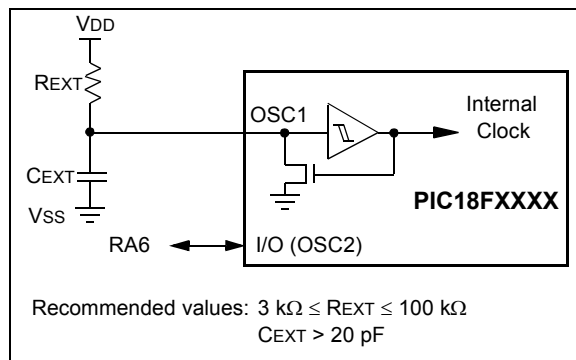 VDD
REXT
OSC1
Internal
Clock
CEXT
PIC18FXXXX
VSS
RA6
I/O (OSC2)
Recommended values: 3 kΩ ≤ REXT ≤ 100 kΩ
CEXT > 20 pF